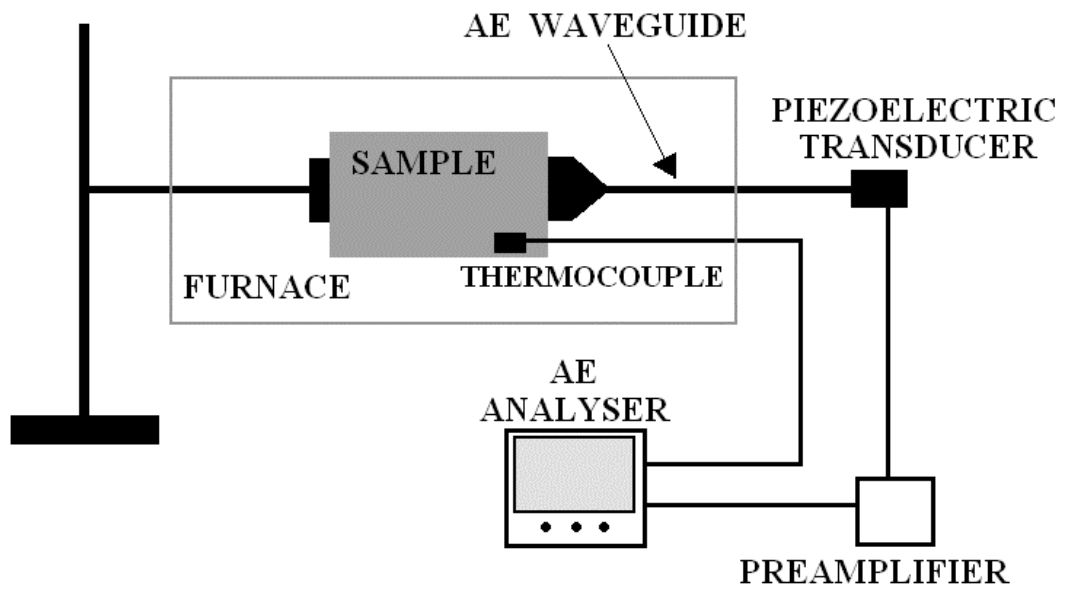 AE WAVEGUIDE
PIEZOELECTRIC
TRANSDUCER
SAMPLE
THERMOCOUPLE
FURNACE
AE
ANALYSER
PREAMPLIFIER